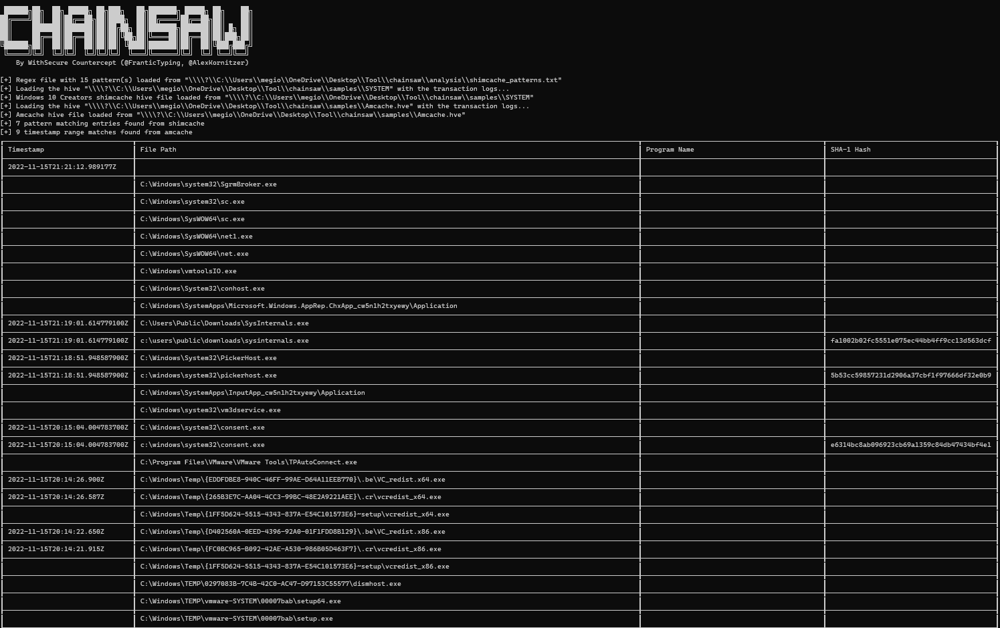 CHAINSAW
By WithSecure Countercept (@FranticTyping, @AlexKornitzer)
[+] Regex file with 15 pattern(s) loaded from "\\\\?\\C:\\Users\\megio\\OneDrive\\Desktop\\Tool\\chainsaw\\analysis\\shimcache_patterns.txt"
[+] Loading the hive "\\\\?\\C:\\Users\\megio\\OneDrive\\Desktop\\Tool\\chainsaw\\samples\\SYSTEM" with the transaction logs...
[+] Windows 10 Creators shimcache hive file loaded from "\\\\?\\C:\\Users\\megio\\OneDrive\\Desktop\\Tool\\chainsaw\\samples\\SYSTEM"
[+] Loading the hive "\\\\?\\C:\\Users\\megio\\OneDrive\\Desktop\\Tool\\chainsaw\\samples\\Amcache.hve" with the transaction logs...
[+] Amcache hive file loaded from "\\\\?\\C:\\Users\\megio\\OneDrive\\Desktop\\Tool\\chainsaw\\samples\\Amcache.hve"
[+] 7 pattern matching entries found from shimcache
[+] 9 timestamp range matches found from amcache
Timestamp File Path Program Name SHA-1 Hash
2022-11-15T21:21:12.989177Z
C:\Windows\system32\SgrmBroker.exe
C:\Windows\system32\sc.exe
C:\Windows\SysWOW64\sc.exe
C:\Windows\SysWOW64\net1.exe
C:\Windows\SysWOW64\net.exe
C:\Windows\vmtoolsIO.exe
C:\Windows\System32\conhost.exe
C:\Windows\SystemApps\Microsoft.Windows.AppRep.ChxApp_cw5n1h2txyewy\Application
2022-11-15T21:19:01.614779100Z C:\Users\Public\Downloads\SysInternals.exe
2022-11-15T21:19:01.614779100Z c:\users\public\downloads\sysinternals.exe fa1002b02fc5551e075ec44bb4ff9cc13d563dcf
2022-11-15T21:18:51.948587900Z C:\Windows\System32\PickerHost.exe
2022-11-15T21:18:51.948587900Z c:\windows\system32\pickerhost.exe 5b53cc59857231d2906a37cbf1f97666df32e0b9
C:\Windows\SystemApps\InputApp_cw5n1h2txyewy\Application
C:\Windows\system32\vm3dservice.exe
2022-11-15T20:15:04.004783700Z C:\Windows\system32\consent.exe
2022-11-15T20:15:04.004783700Z c:\windows\system32\consent.exe e6314bc8ab096923cb69a1359c84db47434bf4e1
C:\Program Files\VMware\VMware Tools\TPAutoConnect.exe
2022-11-15T20:14:26.900Z C:\Windows\Temp\{EDDFDBE8-940C-46FF-99AE-D64A11EEB770}\.be\VC_redist.x64.exe
2022-11-15T20:14:26.587Z C:\Windows\Temp\{265B3E7C-AA04-4CC3-99BC-48E2A9221AEE}\.cr\vcredist_x64.exe
C:\Windows\Temp\{1FF5D624-5515-4343-837A-E54C101573E6}~setup\vcredist_x64.exe
2022-11-15T20:14:22.650Z C:\Windows\Temp\{D402560A-0EED-4396-92A0-01F1FDD8B129}\.be\VC_redist.x86.exe
2022-11-15T20:14:21.915Z C:\Windows\Temp\{FC0BC965-B092-42AE-A530-986B05D463F7}\.cr\vcredist_x86.exe
C:\Windows\Temp\{1FF5D624-5515-4343-837A-E54C101573E6}~setup\vcredist_x86.exe
C:\Windows\TEMP\0297083B-7C4B-42C0-AC47-D97153C55577\dismhost.exe
C:\Windows\TEMP\vmware-SYSTEM\00007bab\setup64.exe
C:\Windows\TEMP\vmware-SYSTEM\00007bab\setup.exe